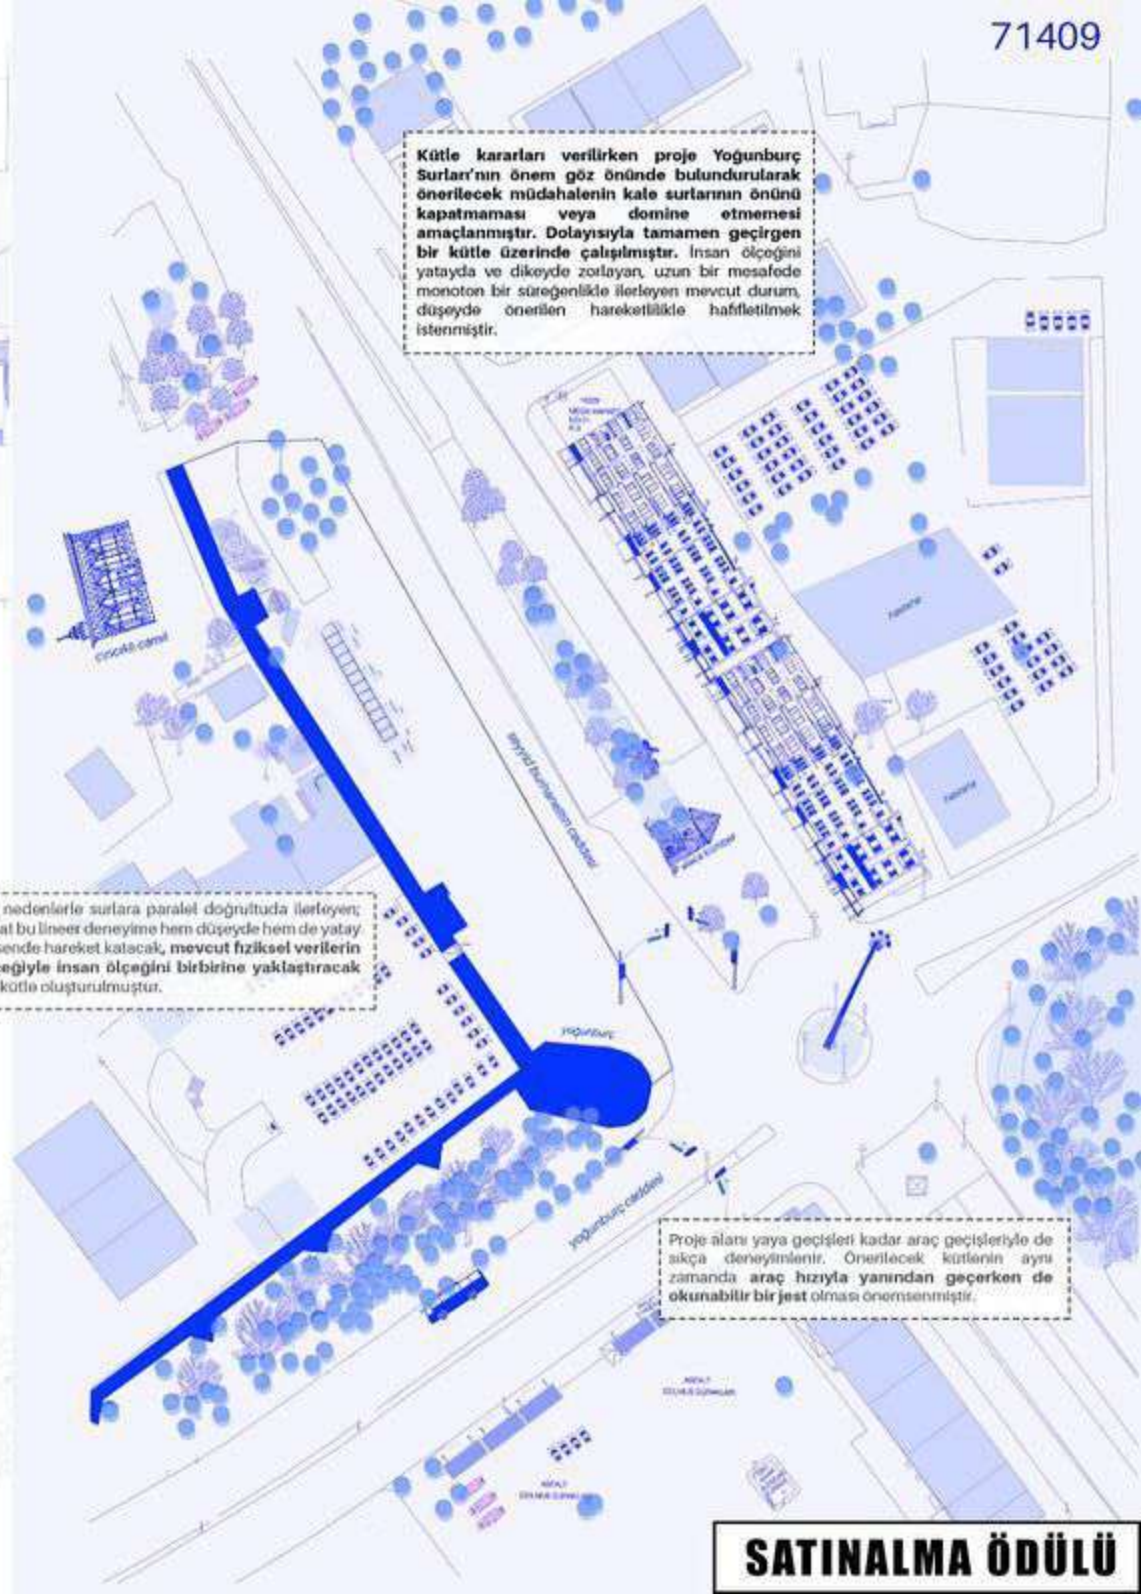 71409
Kütle kararları verilirken proje Yoğunburç
Surları'nın önem göz önünde bulundurularak
önerilecek müdahalenin kale surlarının önünü
kapatmaması veya domine etmemesi
amaçlanmıştır. Dolayısıyla tamamen geçirgen
bir kütle üzerinde çalışılmıştır. İnsan ölçeğini
yatayda ve dikeyde zorlayan, uzun bir mesafede
monoton bir süreğenlikle ilerleyen mevcut durum,
düşeyde önerilen hareketlilikle hafifletilmek
istenmiştir.
hastane
hastane
seyyid burhanettin caddesi
nedenlerle surlara paralel doğrultuda ilerleyen;
at bu lineer deneyime hem düşeyde hem de yatay
sende hareket katacak, mevcut fiziksel verilerin
eğiyle insan ölçeğini birbirine yaklaştıracak
kütle oluşturulmuştur.
yoğunburç
yoğunburç caddesi
Proje alanı yaya geçişleri kadar araç geçişleriyle de
sıkça deneyimlenir. Önerilecek kütlenin aynı
zamanda araç hızıyla yanından geçerken de
okunabilir bir jest olması önemsenmiştir.
SATINALMA ÖDÜLÜ